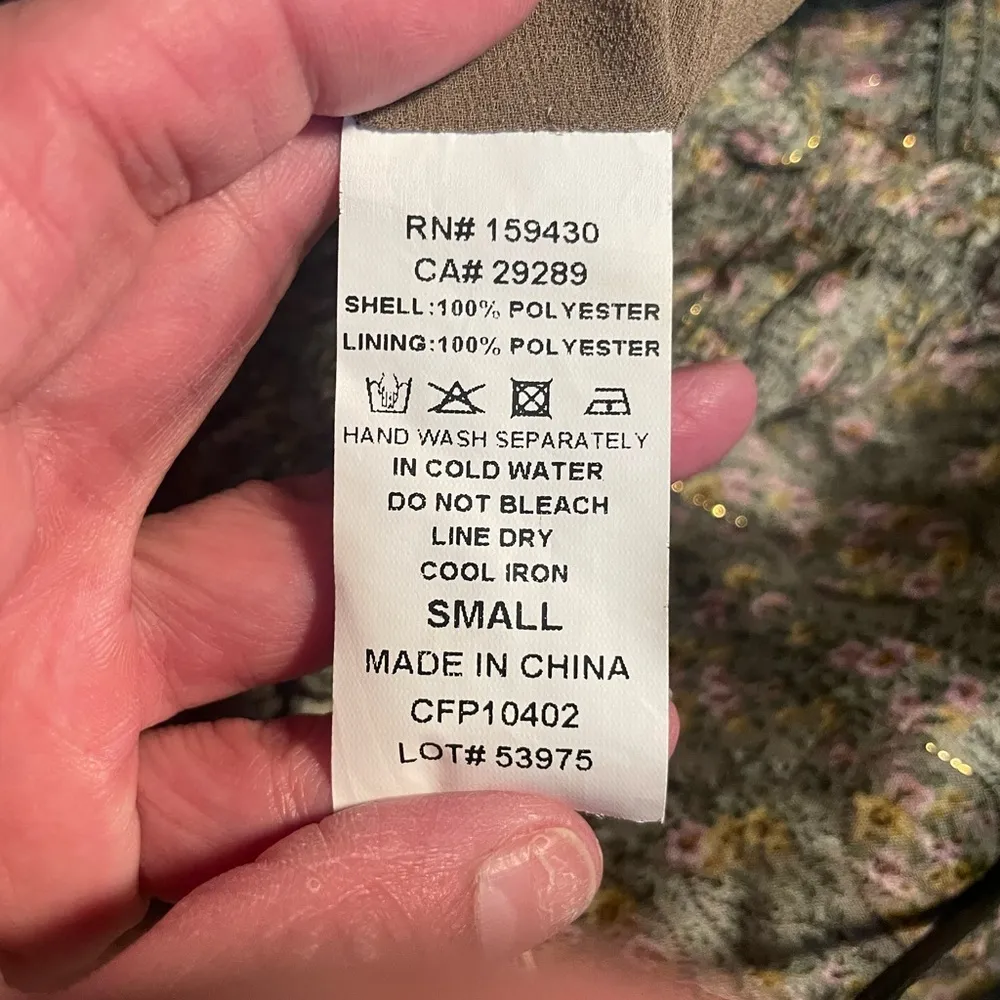 RN# 159430
CA# 29289
SHELL:100% POLYESTER
LINING:100% POLYESTER
HAND WASH SEPARATELY
IN COLD WATER
DO NOT BLEACH
LINE DRY
COOL IRON
SMALL
MADE IN CHINA
CFP10402
LOT# 53975